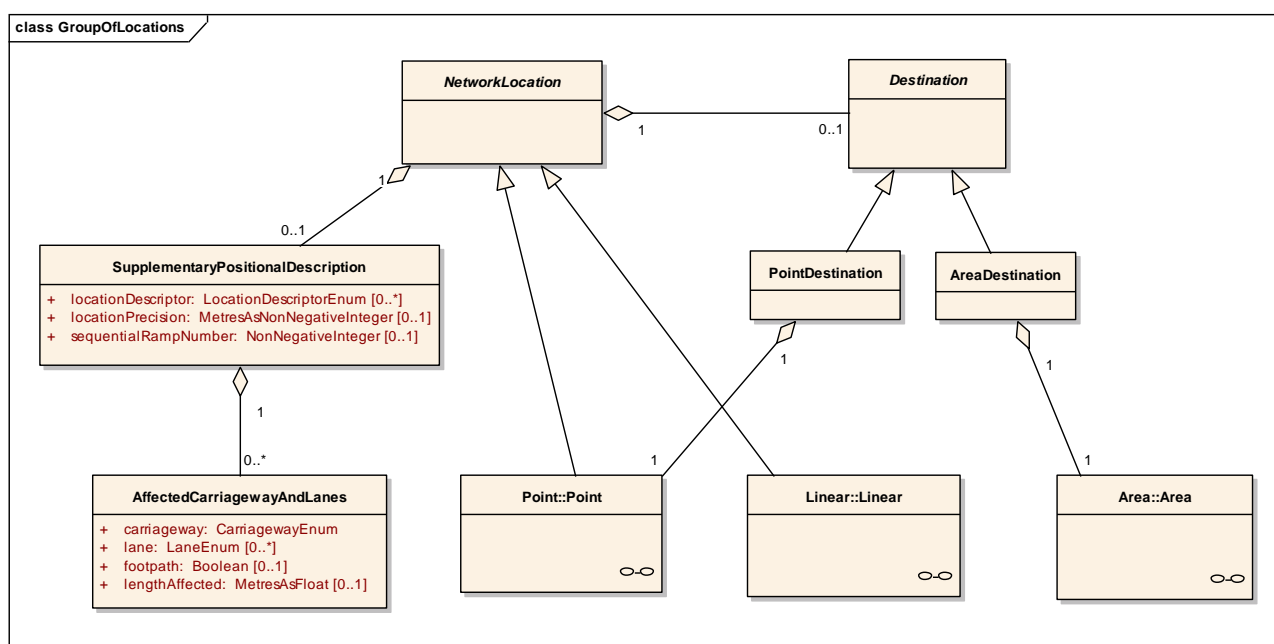 class GroupOfLocations
NetworkLocation
Destination
1
0..1
1
0..1
SupplementaryPositionalDescription
+ locationDescriptor: LocationDescriptorEnum [0..*]
+ locationPrecision: MetresAsNonNegativeInteger [0..1]
+ sequentialRampNumber: NonNegativeInteger [0..1]
PointDestination
AreaDestination
1
1
1
0..*
1
1
AffectedCarriagewayAndLanes
+ carriageway: CarriagewayEnum
+ lane: LaneEnum [0..*]
+ footpath: Boolean [0..1]
+ lengthAffected: MetresAsFloat [0..1]
Point::Point
Linear::Linear
Area::Area